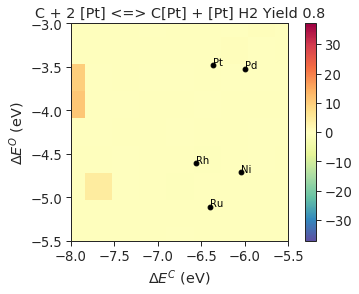 C + 2 [Pt] <=> C[Pt] + [Pt] H2 Yield 0.8
−3.0
−3.5
−4.0
−4.5
−5.0
−5.5
ΔE^O (eV)
Pt
Pd
Rh
Ni
Ru
−8.0 −7.5 −7.0 −6.5 −6.0 −5.5
ΔE^C (eV)
30
20
10
0
−10
−20
−30